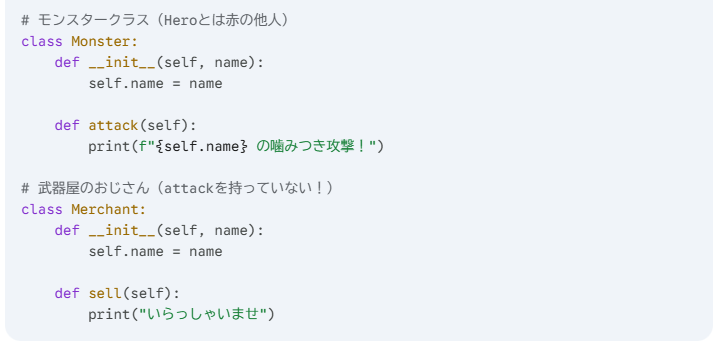 # モンスタークラス（Heroとは赤の他人）
class Monster:
    def __init__(self, name):
        self.name = name

    def attack(self):
        print(f"{self.name} の噛みつき攻撃！")

# 武器屋のおじさん（attackを持っていない！）
class Merchant:
    def __init__(self, name):
        self.name = name

    def sell(self):
        print("いらっしゃいませ")